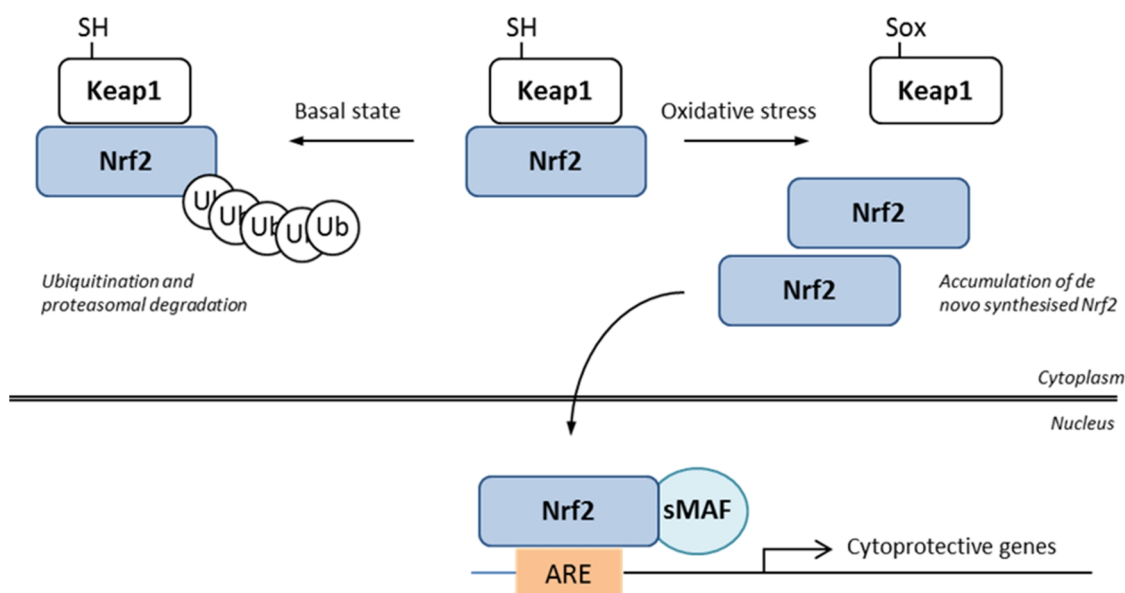 SH
SH
Sox
Keap1
Keap1
Keap1
Basal state
Oxidative stress
Nrf2
Nrf2
Nrf2
Ub
Ub
Ub
Ub
Ub
Nrf2
Ubiquitination and
proteasomal degradation
Accumulation of de
novo synthesised Nrf2
Cytoplasm
Nucleus
Nrf2
sMAF
Cytoprotective genes
ARE